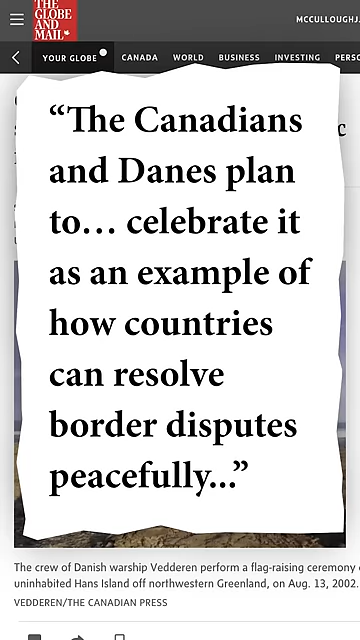 THE
GLOBE
AND
MAIL
MCCULLOUGHJ
YOUR GLOBE
CANADA
WORLD
BUSINESS
INVESTING
“The Canadians
and Danes plan
to… celebrate it
as an example of
how countries
can resolve
border disputes
peacefully...”
The crew of Danish warship Vedderen perform a flag-raising ceremony
uninhabited Hans Island off northwestern Greenland, on Aug. 13, 2002.
VEDDEREN/THE CANADIAN PRESS